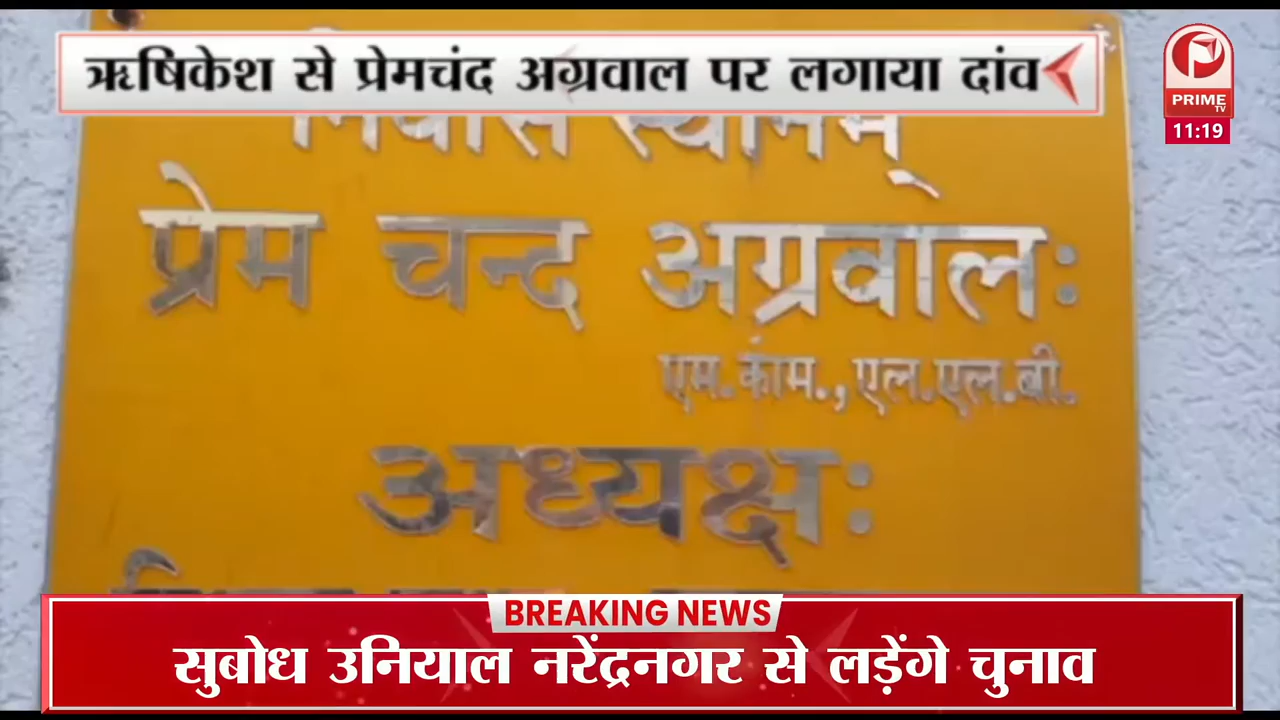 ऋषिकेश से प्रेमचंद अग्रवाल पर लगाया दांव
PRIME
TV
11:19
प्रेम चन्द अग्रवालः
एम.कॉम.,एल.एल.बी.
अध्यक्षः
BREAKING NEWS
सुबोध उनियाल नरेंद्रनगर से लड़ेंगे चुनाव